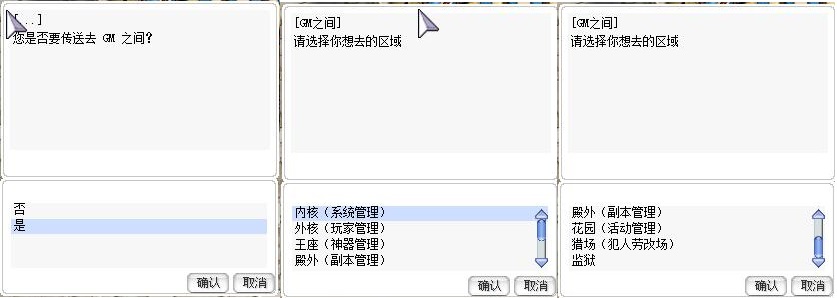 [...]
您是否要传送去 GM 之间?
否
是
确认
取消
[GM之间]
请选择你想去的区域
内核（系统管理）
外核（玩家管理）
王座（神器管理）
殿外（副本管理）
确认
取消
[GM之间]
请选择你想去的区域
殿外（副本管理）
花园（活动管理）
猎场（犯人劳改场）
监狱
确认
取消